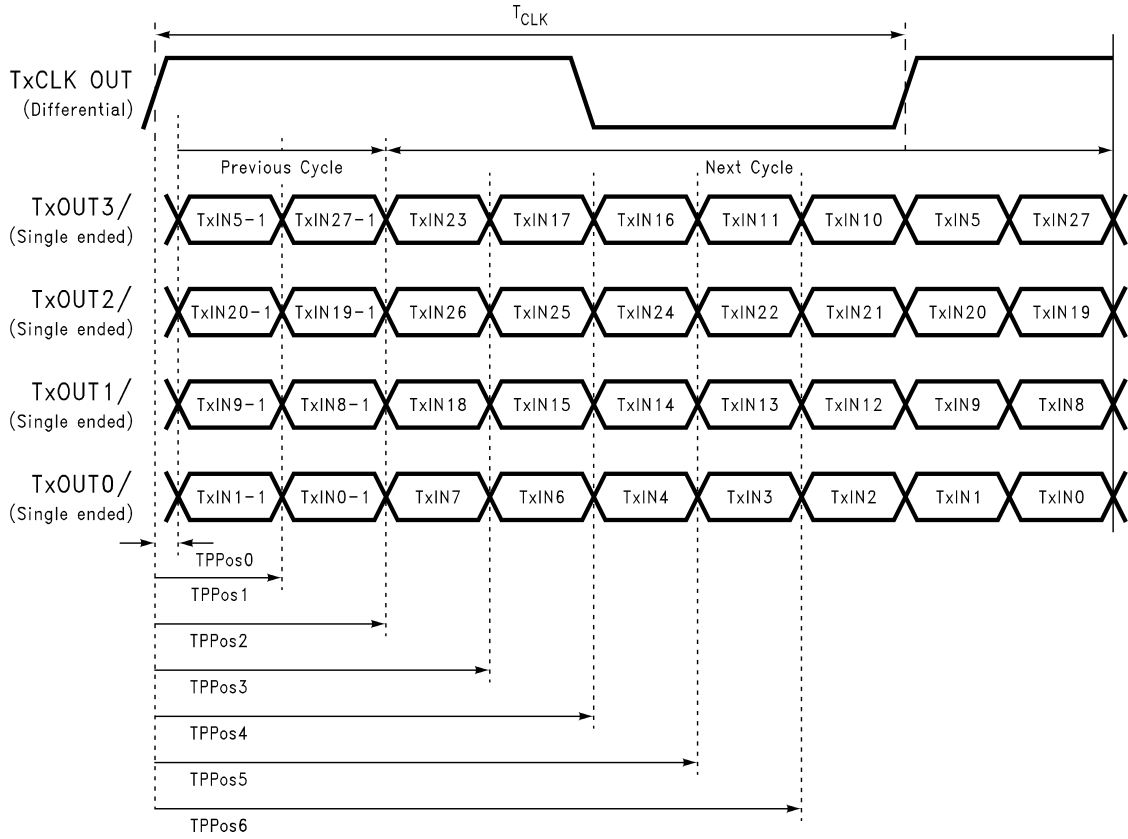 TCLK
TxCLK OUT
(Differential)
Previous Cycle
Next Cycle
TxOUT3/
(Single ended)
TxIN5-1 TxIN27-1 TxIN23 TxIN17 TxIN16 TxIN11 TxIN10 TxIN5 TxIN27
TxOUT2/
(Single ended)
TxIN20-1 TxIN19-1 TxIN26 TxIN25 TxIN24 TxIN22 TxIN21 TxIN20 TxIN19
TxOUT1/
(Single ended)
TxIN9-1 TxIN8-1 TxIN18 TxIN15 TxIN14 TxIN13 TxIN12 TxIN9 TxIN8
TxOUT0/
(Single ended)
TxIN1-1 TxIN0-1 TxIN7 TxIN6 TxIN4 TxIN3 TxIN2 TxIN1 TxIN0
TPPos0
TPPos1
TPPos2
TPPos3
TPPos4
TPPos5
TPPos6